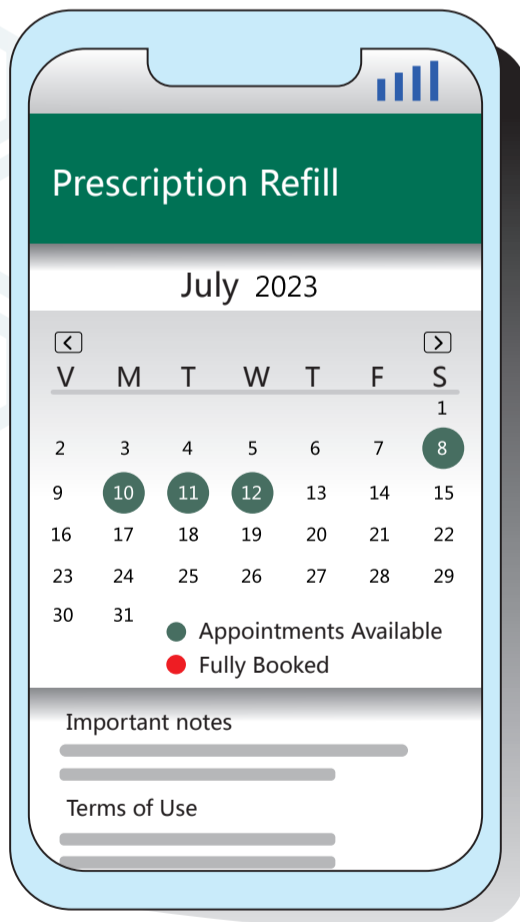 Prescription Refill
July 2023
< >
V M T W T F S
1
2 3 4 5 6 7 8
9 10 11 12 13 14 15
16 17 18 19 20 21 22
23 24 25 26 27 28 29
30 31
Appointments Available
Fully Booked
Important notes
Terms of Use